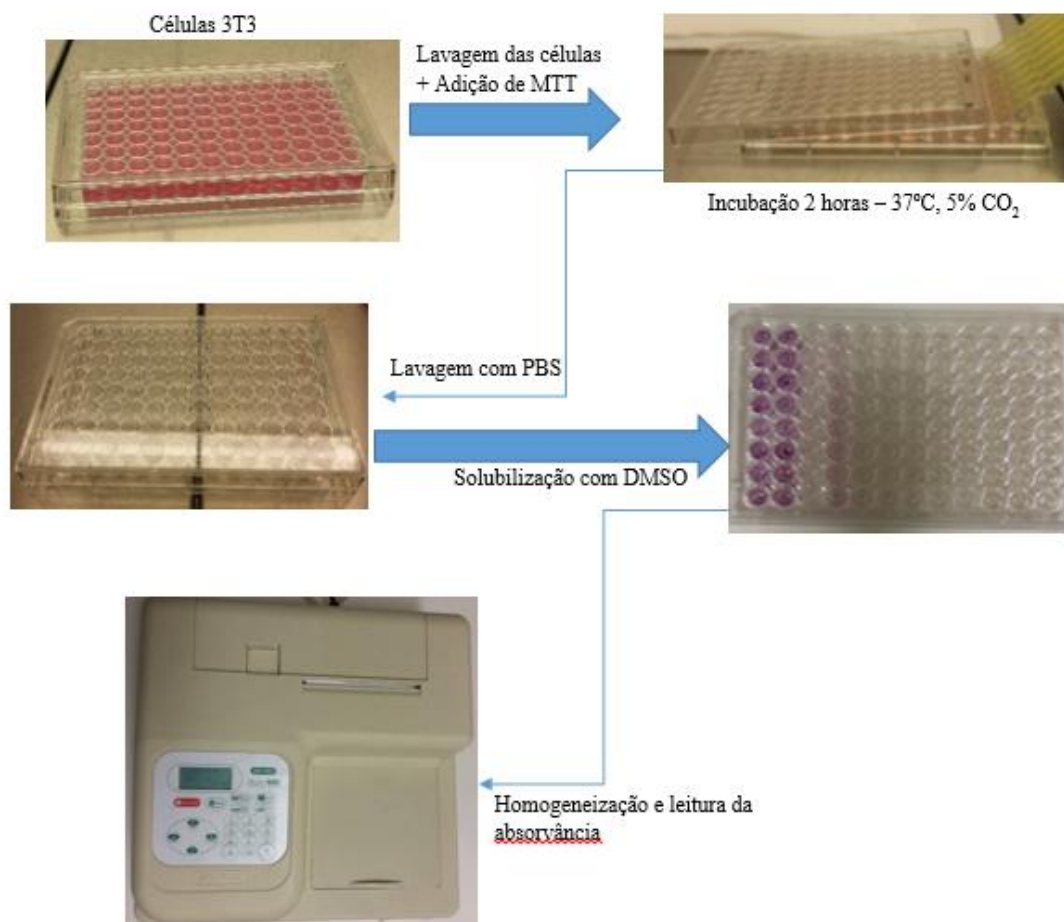 Células 3T3
Lavagem das células
+ Adição de MTT
Incubação 2 horas – 37ºC, 5% CO₂
Lavagem com PBS
Solubilização com DMSO
Homogeneização e leitura da
absorvância